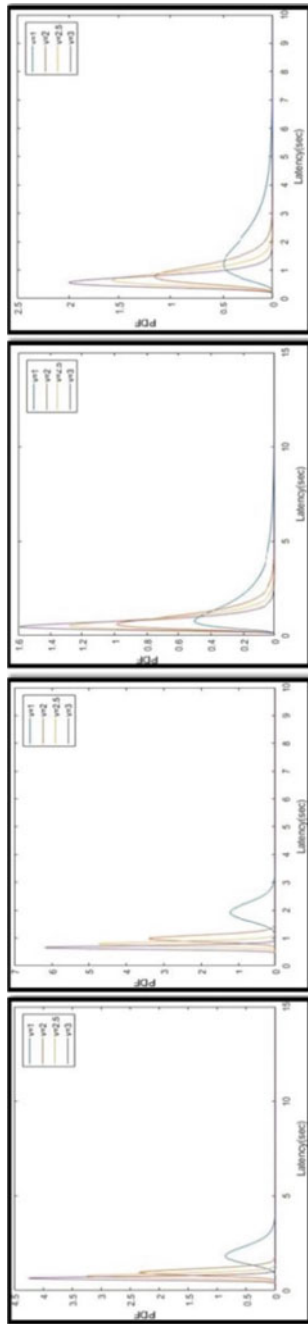 4.5
4
3.5
3
2.5
2
1.5
1
0.5
0
PDF
v=1
v=2
v=2.5
v=3
0 5 10 15
Latency(sec)
7
6
5
4
3
2
1
0
PDF
v=1
v=2
v=2.5
v=3
0 1 2 3 4 5 6 7 8 9 10
Latency(sec)
1.6
1.4
1.2
1
0.8
0.6
0.4
0.2
0
PDF
v=1
v=2
v=2.5
v=3
0 5 10 15
Latency(sec)
2.5
2
1.5
1
0.5
0
PDF
v=1
v=2
v=2.5
v=3
0 1 2 3 4 5 6 7 8 9 10
Latency(sec)